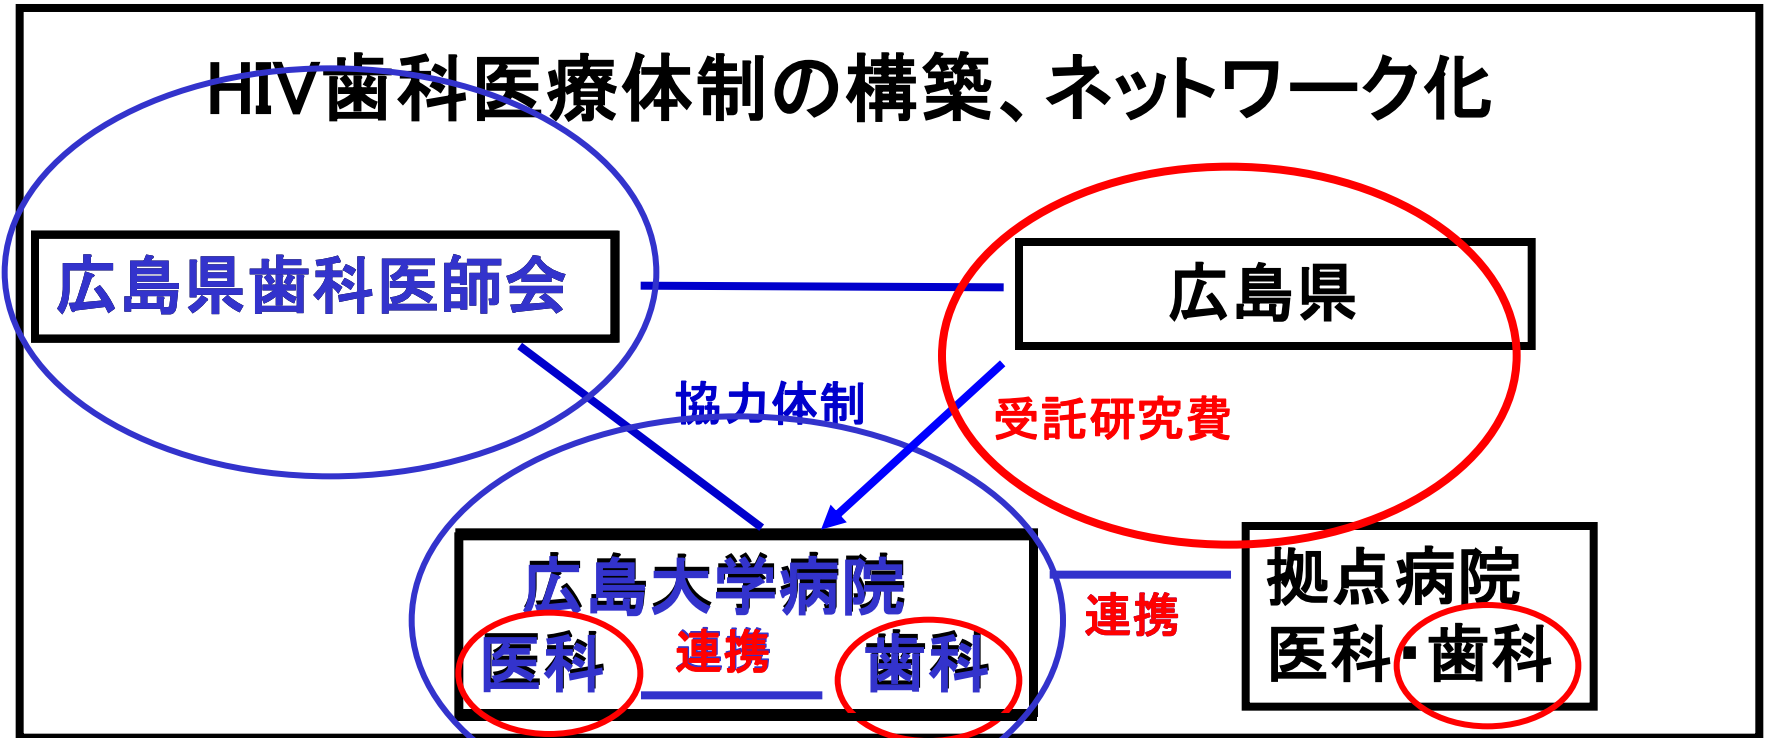 HIV歯科医療体制の構築、ネットワーク化
広島県歯科医師会
広島県
協力体制
受託研究費
広島大学病院
医科
連携
歯科
連携
拠点病院
医科・歯科